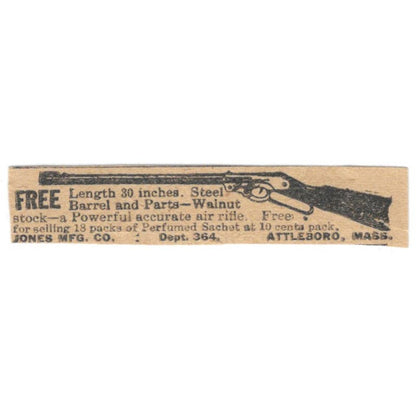 FREE Length 30 inches. Steel
Barrel and Parts—Walnut
stock—a Powerful accurate air rifle. Free
for selling 18 packs of Perfumed Sachet at 10 cents pack.
JONES MFG. CO. Dept. 364, ATTLEBORO, MASS.